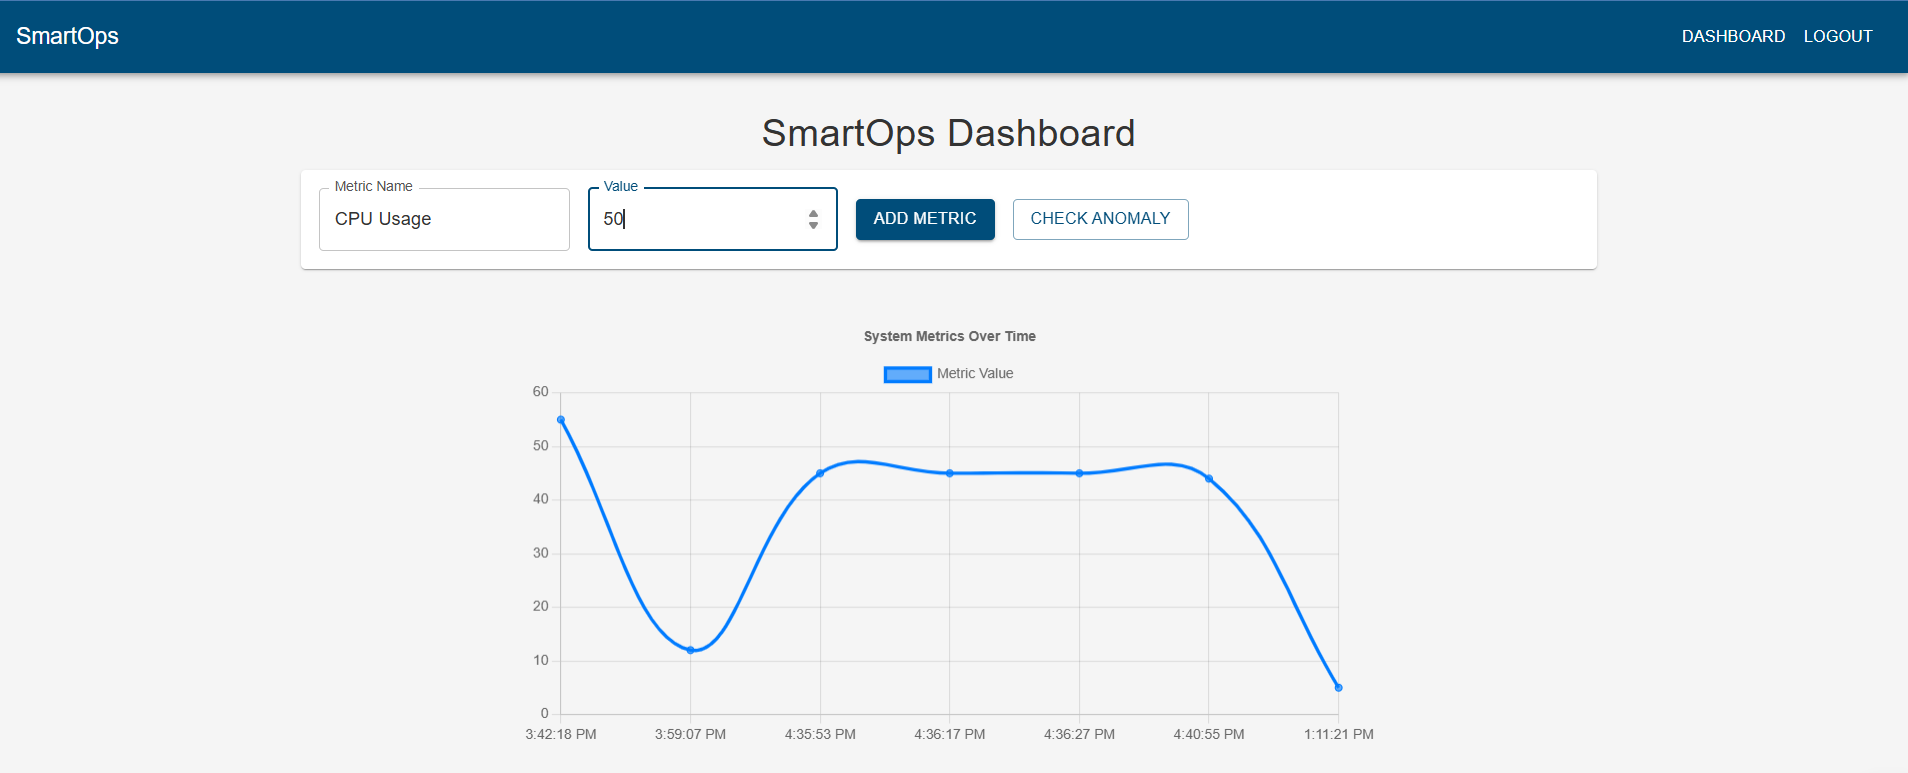 SmartOps
DASHBOARD LOGOUT
SmartOps Dashboard
Metric Name
CPU Usage
Value
50
ADD METRIC
CHECK ANOMALY
System Metrics Over Time
Metric Value
60
50
40
30
20
10
0
3:42:18 PM 3:59:07 PM 4:35:53 PM 4:36:17 PM 4:36:27 PM 4:40:55 PM 1:11:21 PM